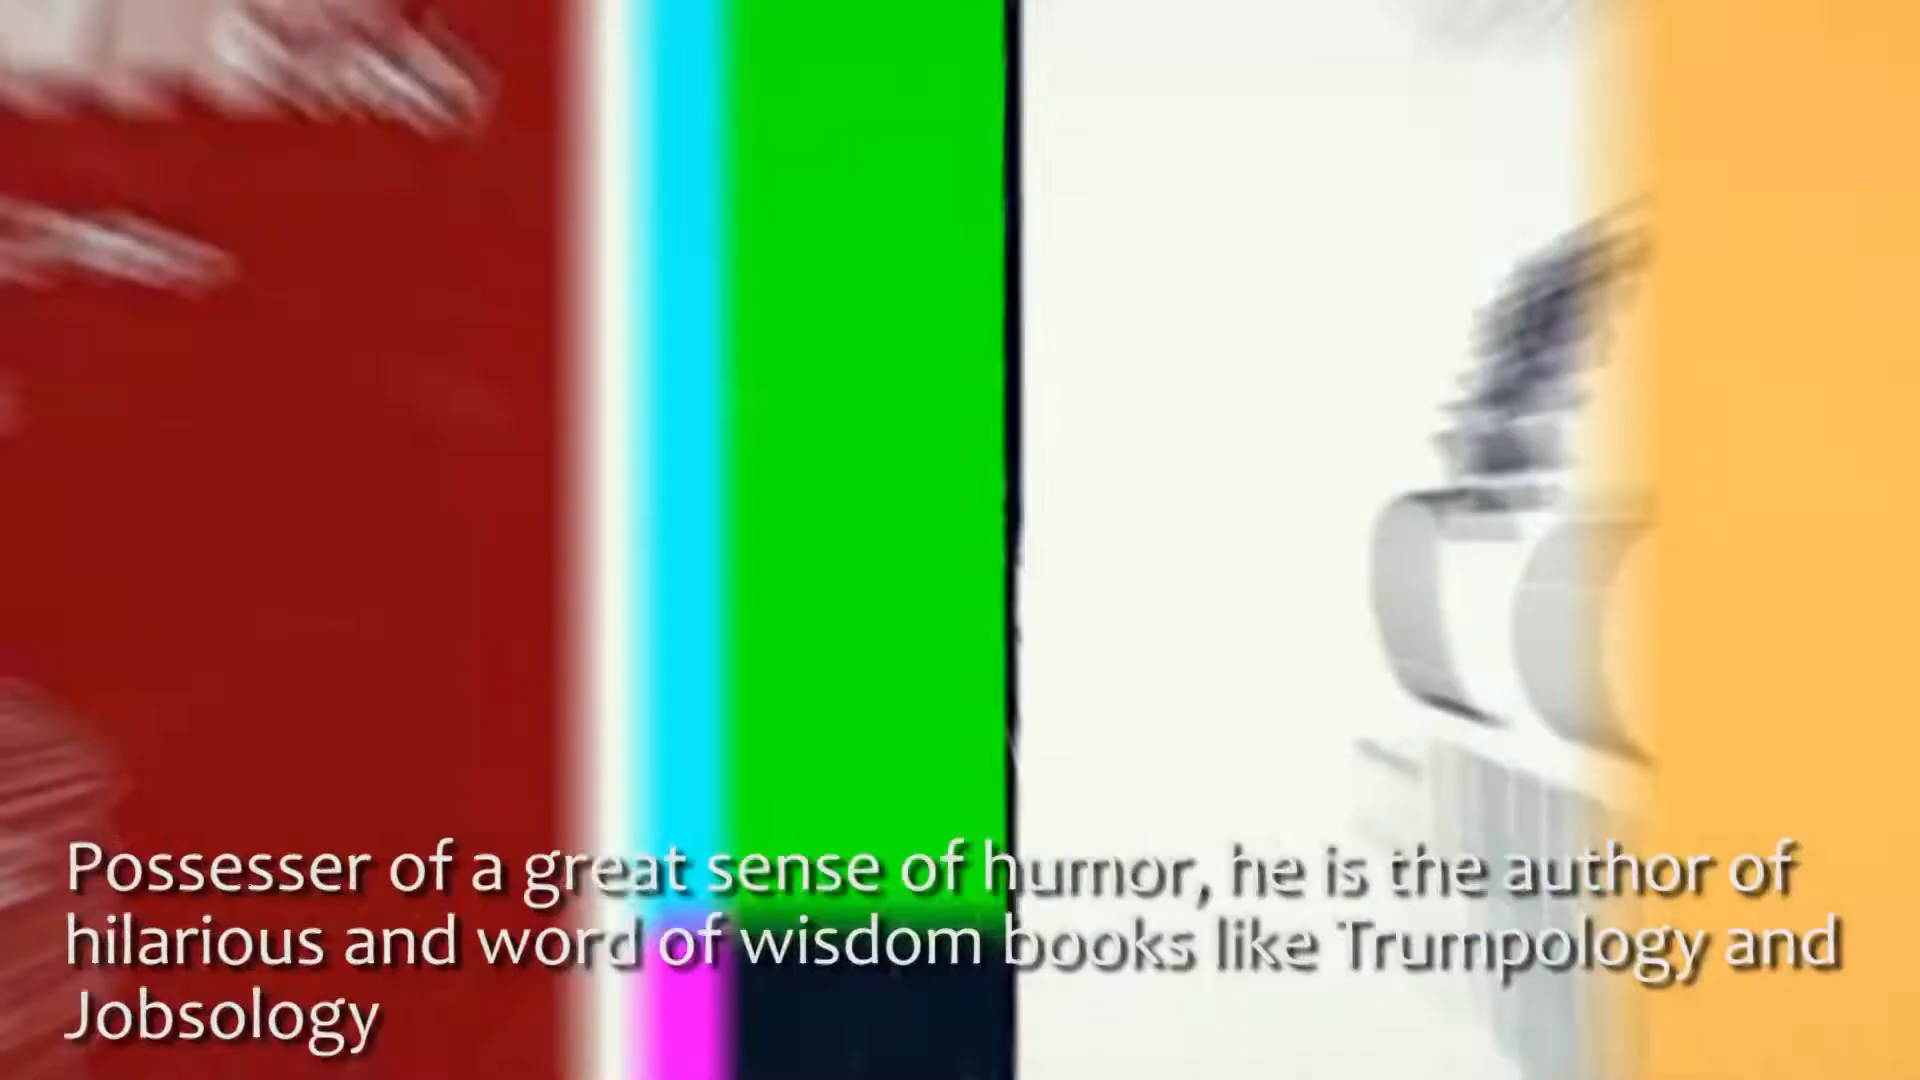 Possesser of a great sense of humor, he is the author of
hilarious and word of wisdom books like Trumpology and
Jobsology